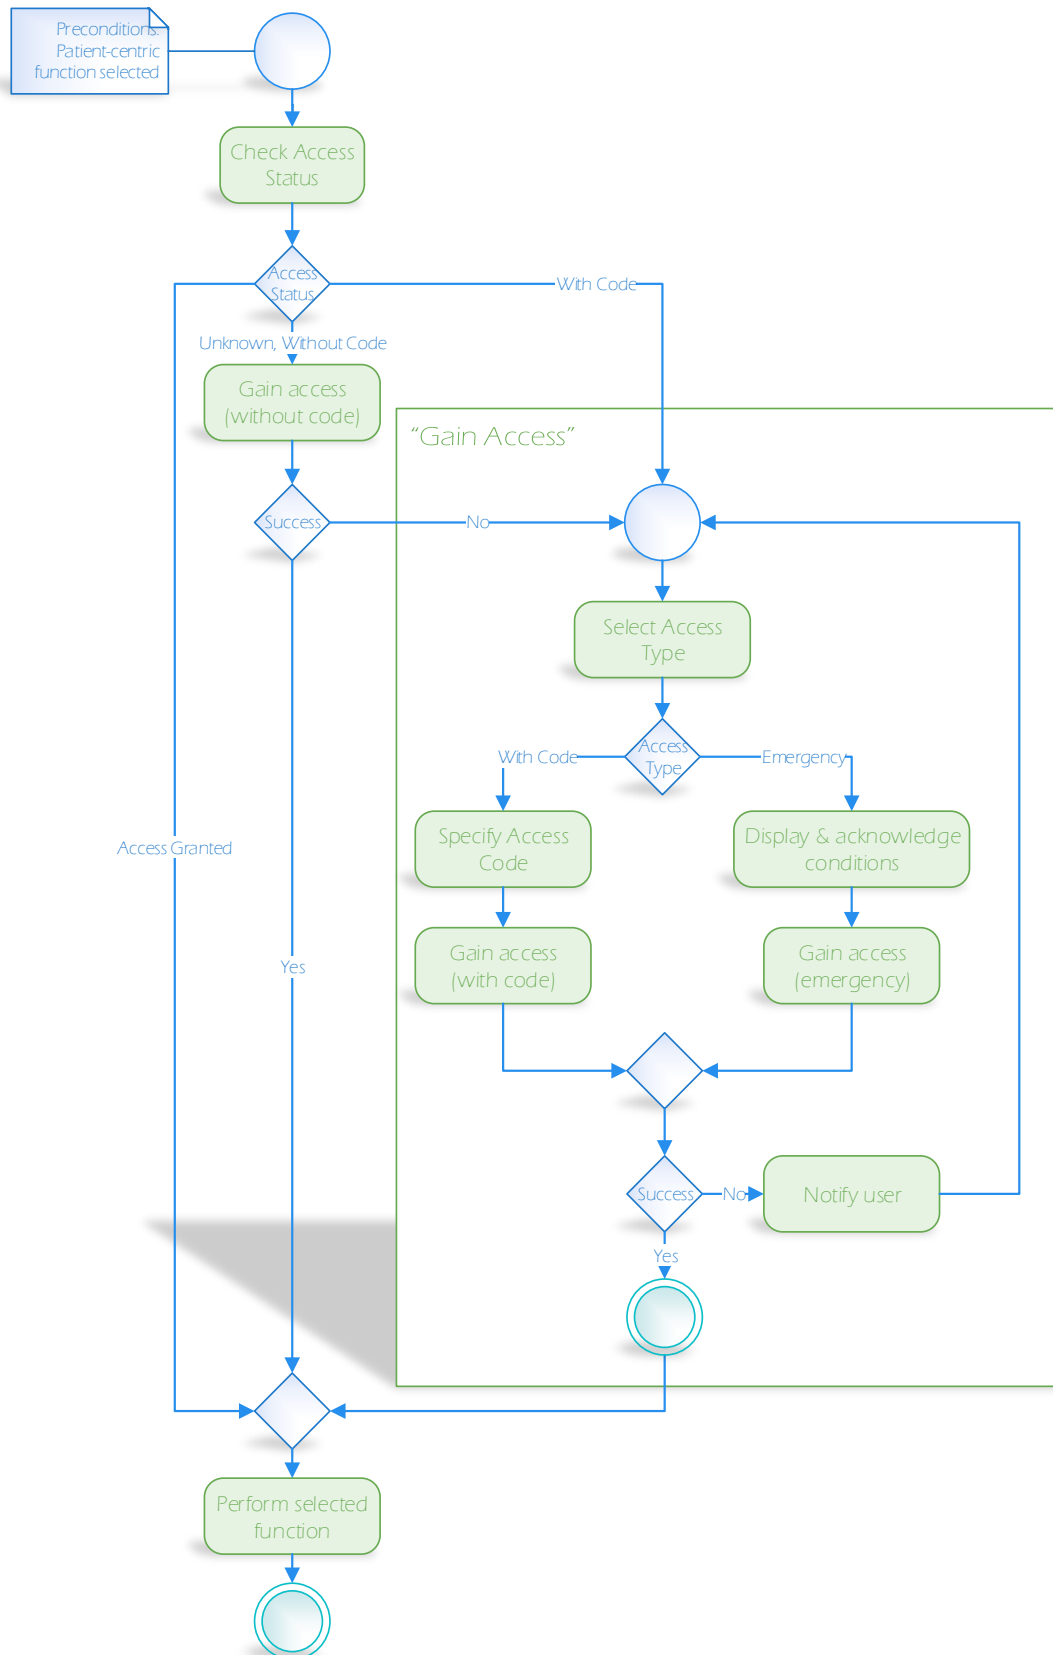 Preconditions:
Patient-centric
function selected
Check Access
Status
Access
Status
With Code
Unknown, Without Code
Gain access
(without code)
“Gain Access”
Success
No
Select Access
Type
Access
Type
With Code
Emergency
Specify Access
Code
Display & acknowledge
conditions
Access Granted
Gain access
(with code)
Gain access
(emergency)
Yes
Success
No
Notify user
Yes
Perform selected
function